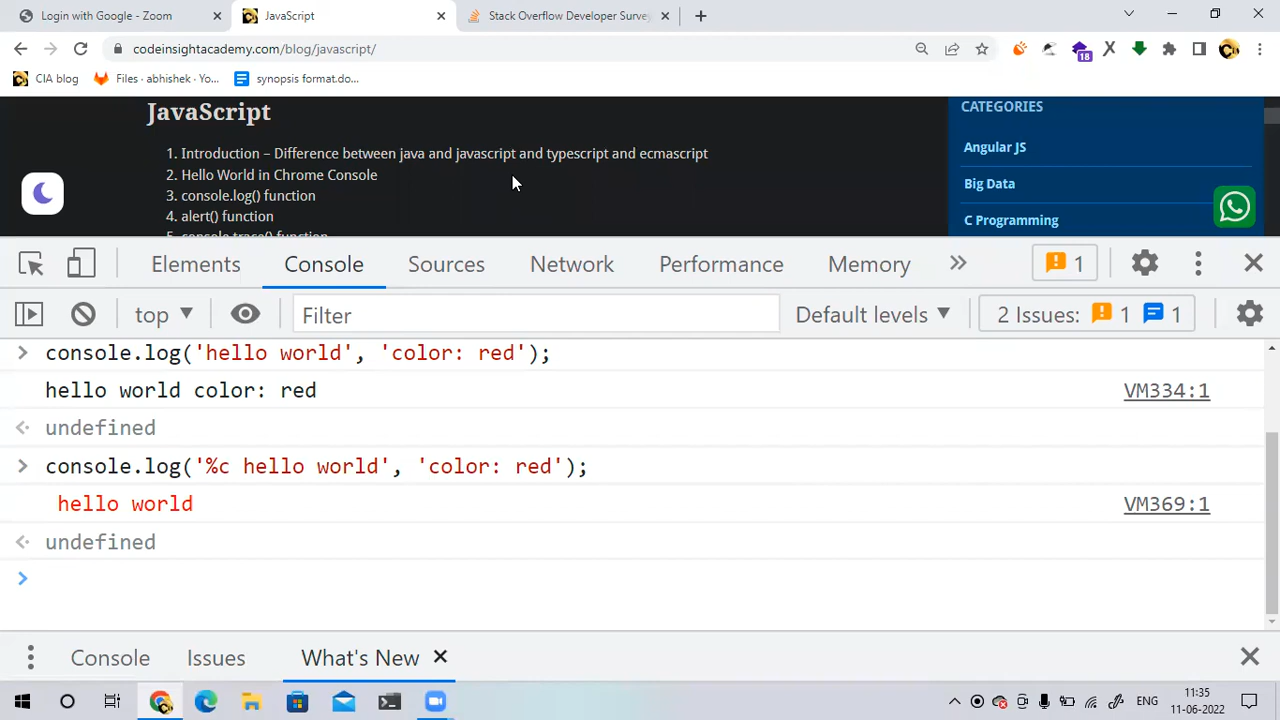 Login with Google - Zoom
JavaScript
Stack Overflow Developer Surve
codeinsightacademy.com/blog/javascript/
18
CIA blog
Files · abhishek · Yo...
synopsis format.do...
JavaScript
1. Introduction – Difference between java and javascript and typescript and ecmascript
2. Hello World in Chrome Console
3. console.log() function
4. alert() function
5. console.trace() function
CATEGORIES
Angular JS
Big Data
C Programming
Elements
Console
Sources
Network
Performance
Memory
1
top
Filter
Default levels
2 Issues: 1 1
console.log('hello world', 'color: red');
hello world color: red
VM334:1
undefined
console.log('%c hello world', 'color: red');
hello world
VM369:1
undefined
Console
Issues
What's New
ENG
11:35
11-06-2022